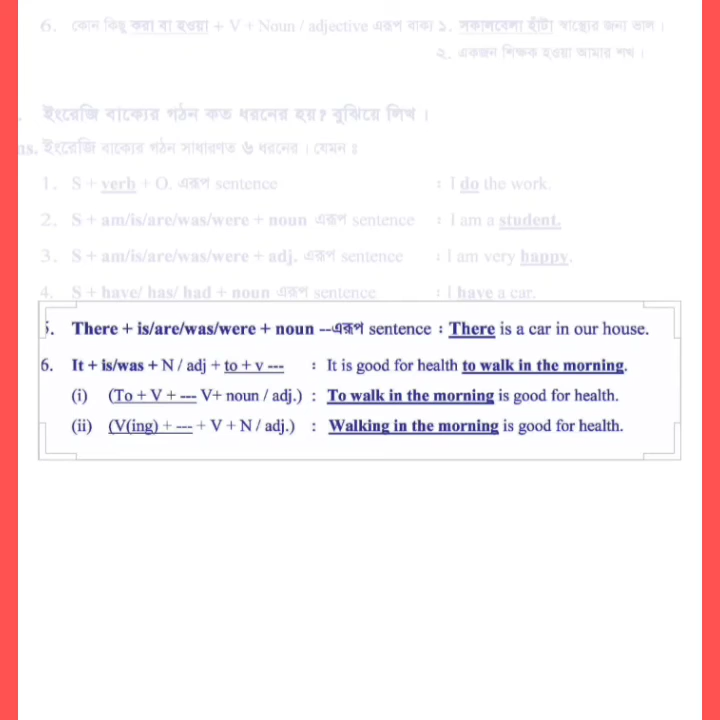 6. কোন কিছু করা বা হওয়া + V + Noun / adjective এরূপ বাক্য ১. সকালবেলা হাঁটা স্বাস্থ্যের জন্য ভাল।
২. একজন শিক্ষক হওয়া আমার শখ।
. ইংরেজি বাক্যের গঠন কত ধরনের হয়? বুঝিয়ে লিখ।
ns. ইংরেজি বাক্যের গঠন সাধারণত ৬ ধরনের। যেমন ঃ
1. S + verb + O. এরূপ sentence : I do the work.
2. S + am/is/are/was/were + noun এরূপ sentence : I am a student.
3. S + am/is/are/was/were + adj. এরূপ sentence : I am very happy.
4. S + have/ has/ had + noun এরূপ sentence : I have a car.
5. There + is/are/was/were + noun --এরূপ sentence : There is a car in our house.
6. It + is/was + N / adj + to + v --- : It is good for health to walk in the morning.
(i) (To + V + --- V+ noun / adj.) : To walk in the morning is good for health.
(ii) (V(ing) + --- + V + N / adj.) : Walking in the morning is good for health.